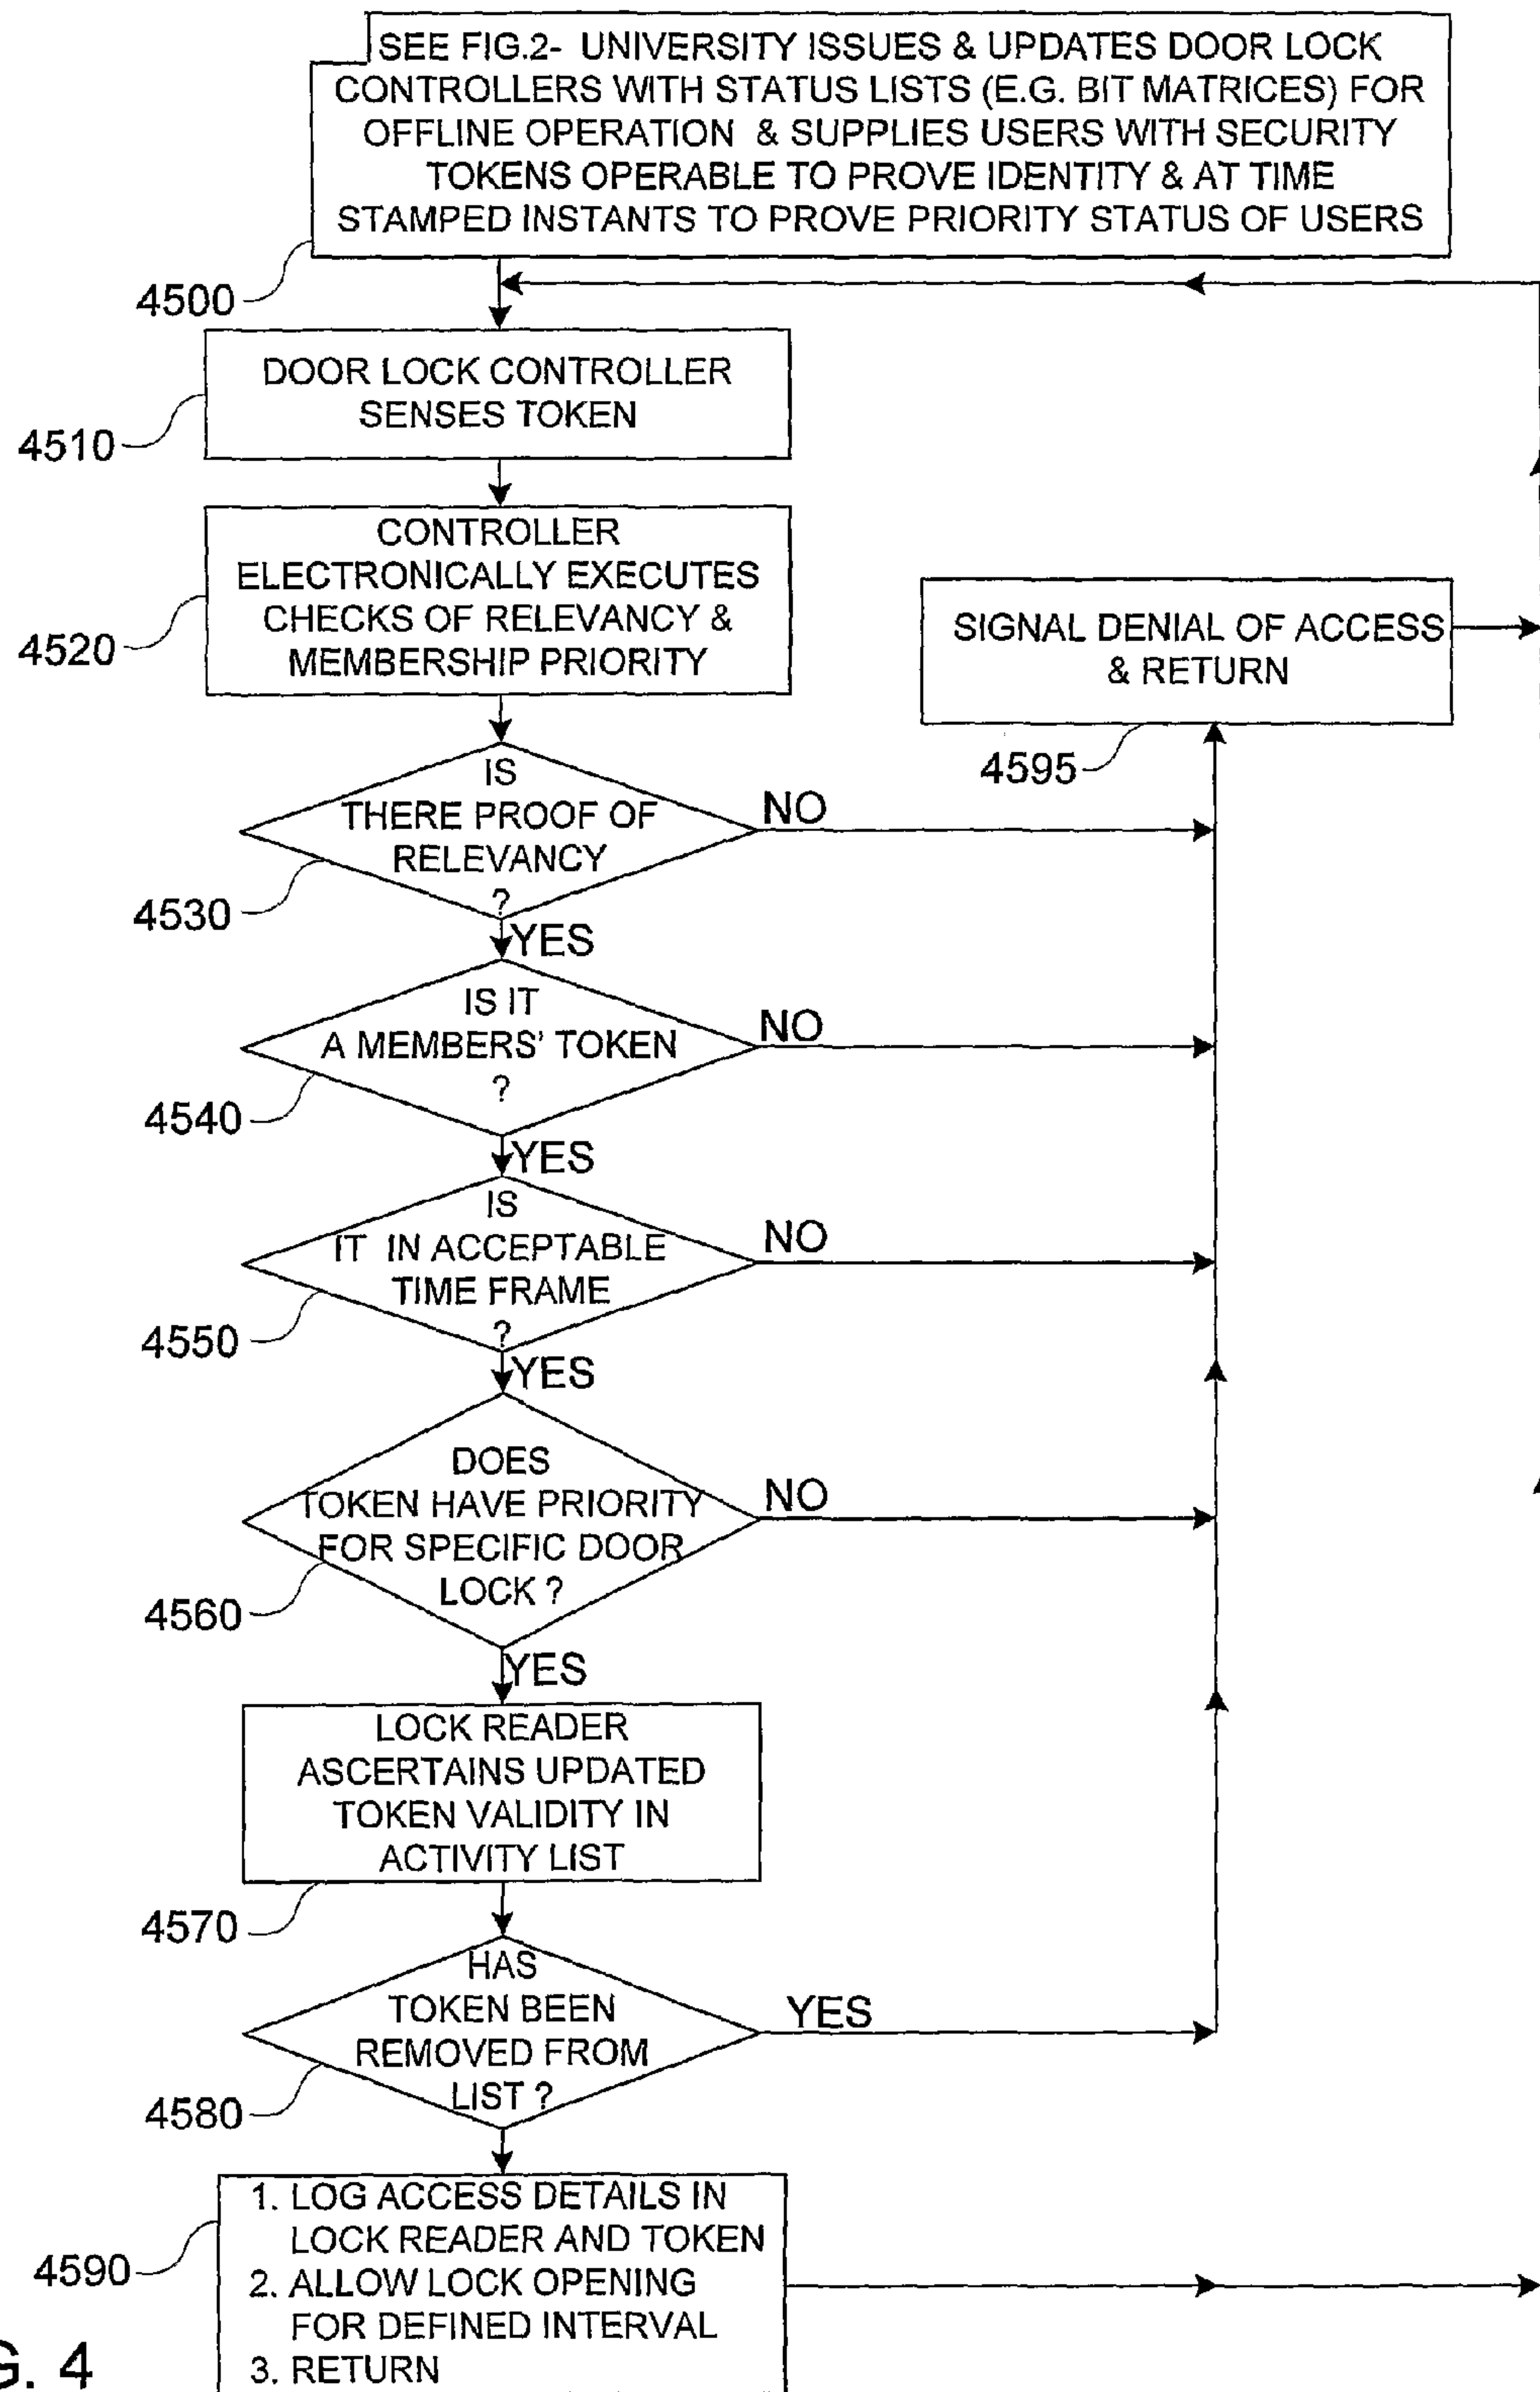 SEE FIG.2- UNIVERSITY ISSUES & UPDATES DOOR LOCK
CONTROLLERS WITH STATUS LISTS (E.G. BIT MATRICES) FOR
OFFLINE OPERATION & SUPPLIES USERS WITH SECURITY
TOKENS OPERABLE TO PROVE IDENTITY & AT TIME
STAMPED INSTANTS TO PROVE PRIORITY STATUS OF USERS
4500
DOOR LOCK CONTROLLER
SENSES TOKEN
4510
CONTROLLER
ELECTRONICALLY EXECUTES
CHECKS OF RELEVANCY &
MEMBERSHIP PRIORITY
4520
SIGNAL DENIAL OF ACCESS
& RETURN
4595
IS
THERE PROOF OF
RELEVANCY
?
NO
4530
YES
IS IT
A MEMBERS' TOKEN
?
NO
4540
YES
IS
IT IN ACCEPTABLE
TIME FRAME
?
NO
4550
YES
DOES
TOKEN HAVE PRIORITY
FOR SPECIFIC DOOR
LOCK ?
NO
4560
YES
LOCK READER
ASCERTAINS UPDATED
TOKEN VALIDITY IN
ACTIVITY LIST
4570
HAS
TOKEN BEEN
REMOVED FROM
LIST ?
YES
4580
1. LOG ACCESS DETAILS IN
LOCK READER AND TOKEN
2. ALLOW LOCK OPENING
FOR DEFINED INTERVAL
3. RETURN
4590
G. 4